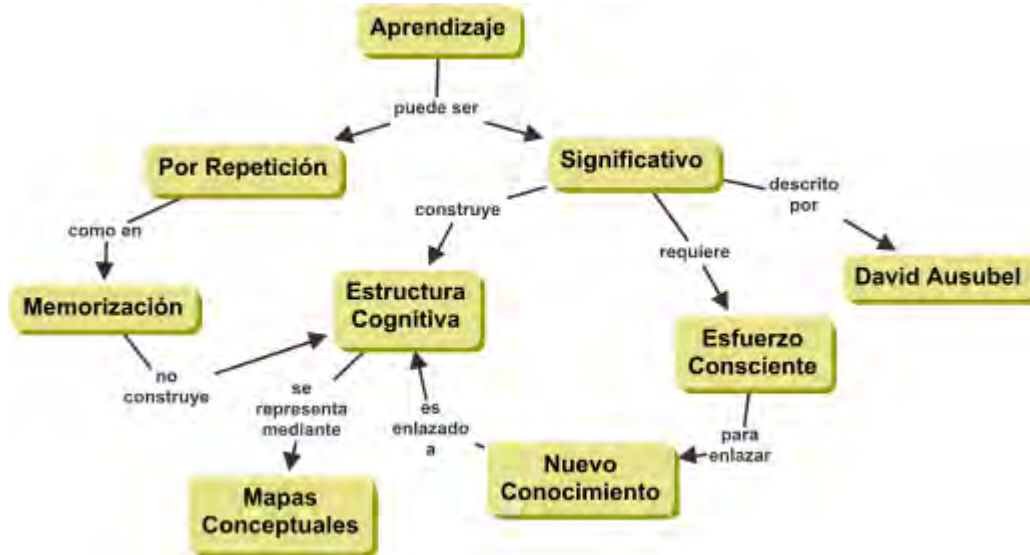 Aprendizaje
puede ser
Por Repetición
Significativo
descrito
por
construye
como en
requiere
David Ausubel
Memorización
Estructura
Cognitiva
Esfuerzo
Consciente
no
construye
se
representa
mediante
es
enlazado
a
para
enlazar
Nuevo
Conocimiento
Mapas
Conceptuales